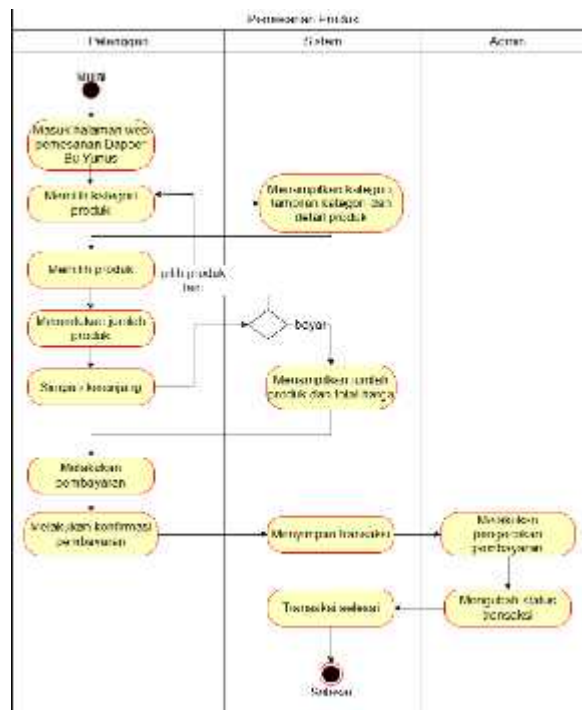 Pemesanan Produk
Pelanggan
Sistem
Admin
Mulai
Masuk halaman web
pemesanan Dapoer
Bu Yunus
Memilih kategori
produk
Menampilkan kategori,
tampilan kategori dan
detail produk
Memilih produk
pilih produk
lain
Menentukan jumlah
produk
bayar
Simpan keranjang
Menampilkan jumlah
produk dan total harga
Melakukan
pembayaran
Melakukan konfirmasi
pembayaran
Menyimpan transaksi
Melakukan
pengecekan
pembayaran
Transaksi selesai
Mengubah status
transaksi
Selesai